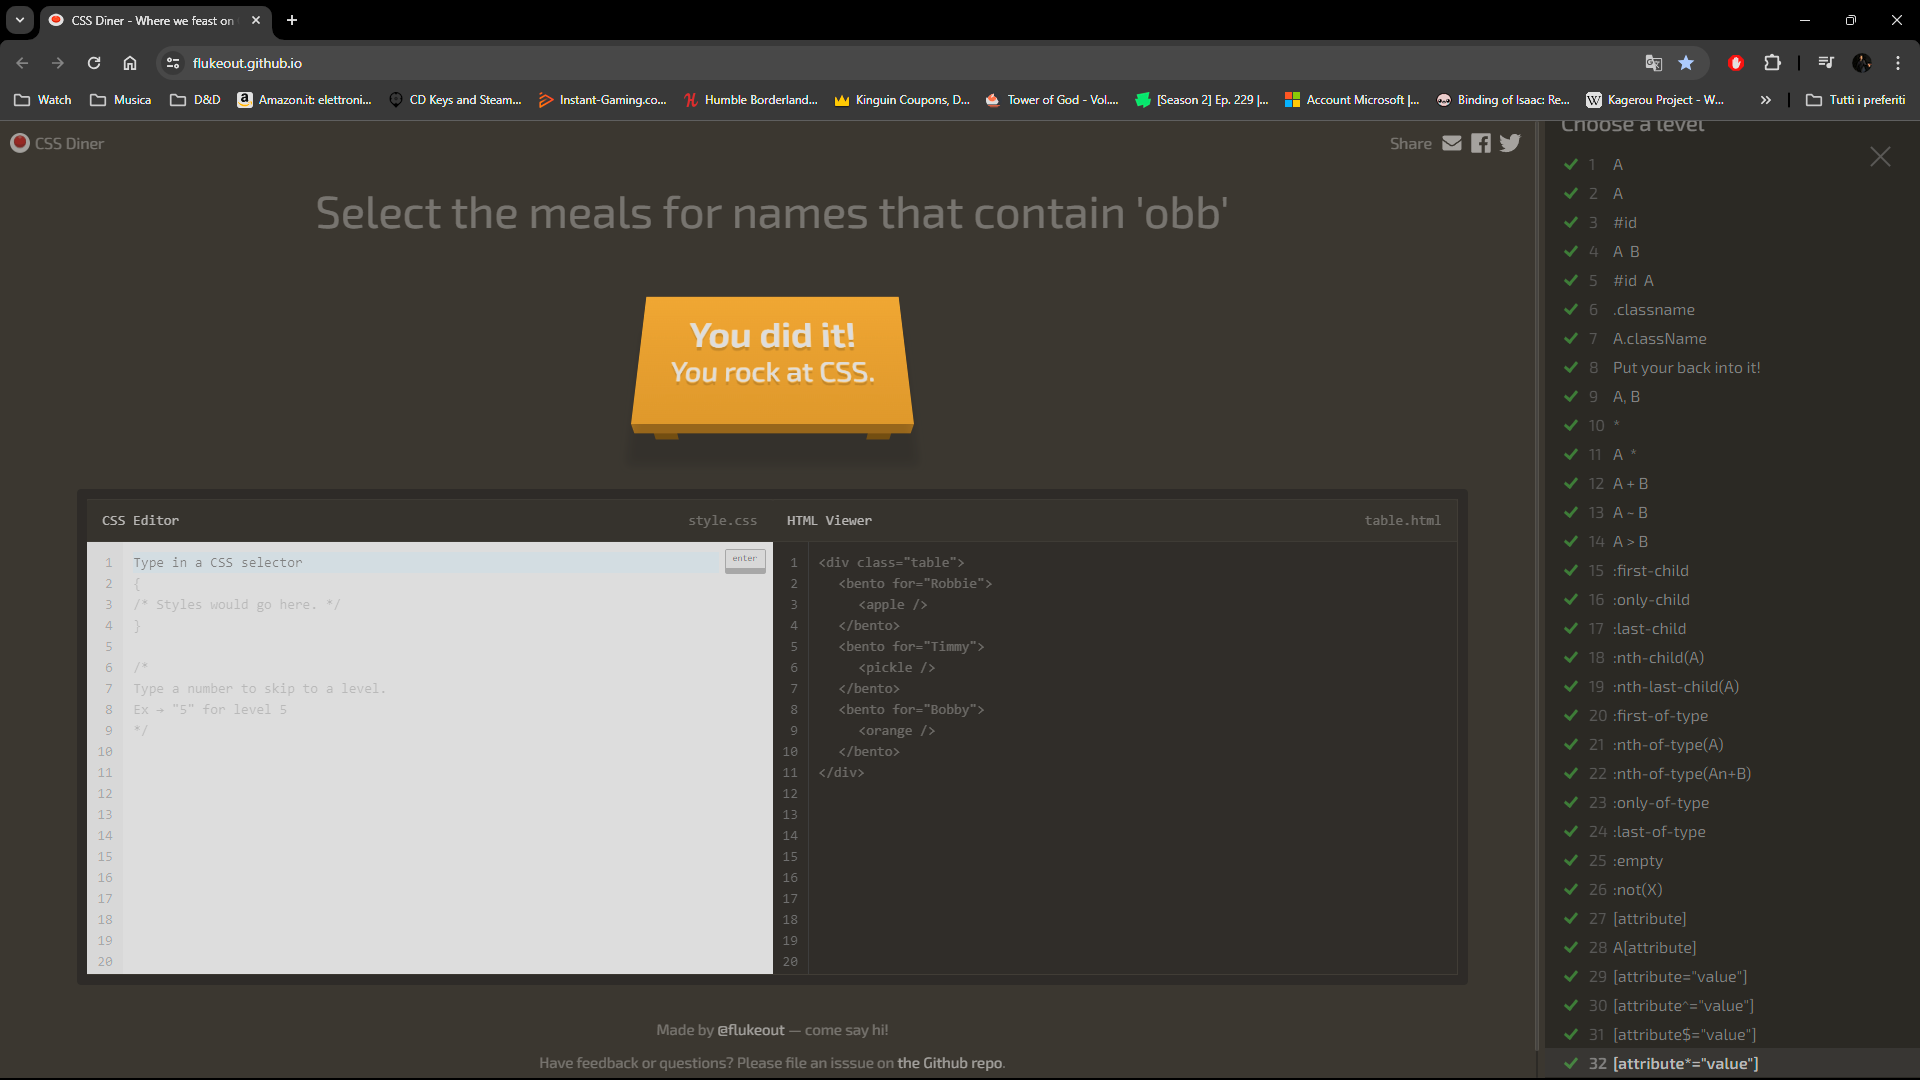 CSS Diner - Where we feast on
flukeout.github.io
Watch
Musica
D&D
Amazon.it: elettroni...
CD Keys and Steam...
Instant-Gaming.co...
Humble Borderland...
Kinguin Coupons, D...
Tower of God - Vol....
[Season 2] Ep. 229 |...
Account Microsoft |...
Binding of Isaac: Re...
Kagerou Project - W...
»
Tutti i preferiti
CSS Diner
Share
Select the meals for names that contain 'obb'
You did it!
You rock at CSS.
CSS Editor
style.css
1 Type in a CSS selector
enter
2 {
3 /* Styles would go here. */
4 }
5
6 /*
7 Type a number to skip to a level.
8 Ex → "5" for level 5
9 */
10
11
12
13
14
15
16
17
18
19
20
HTML Viewer
table.html
1 <div class="table">
2 <bento for="Robbie">
3 <apple />
4 </bento>
5 <bento for="Timmy">
6 <pickle />
7 </bento>
8 <bento for="Bobby">
9 <orange />
10 </bento>
11 </div>
12
13
14
15
16
17
18
19
20
Made by @flukeout — come say hi!
Have feedback or questions? Please file an isssue on the Github repo.
Choose a level
1 A
2 A
3 #id
4 A B
5 #id A
6 .classname
7 A.className
8 Put your back into it!
9 A, B
10 *
11 A *
12 A + B
13 A ~ B
14 A > B
15 :first-child
16 :only-child
17 :last-child
18 :nth-child(A)
19 :nth-last-child(A)
20 :first-of-type
21 :nth-of-type(A)
22 :nth-of-type(An+B)
23 :only-of-type
24 :last-of-type
25 :empty
26 :not(X)
27 [attribute]
28 A[attribute]
29 [attribute="value"]
30 [attribute^="value"]
31 [attribute$="value"]
32 [attribute*="value"]